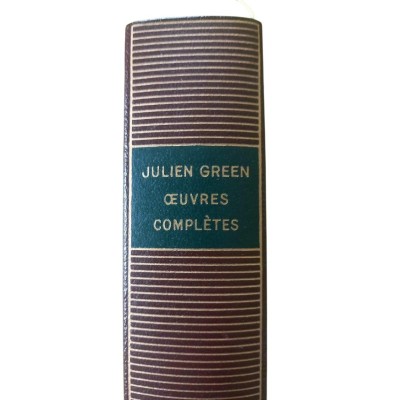 JULIEN GREEN
ŒUVRES
COMPLÈTES